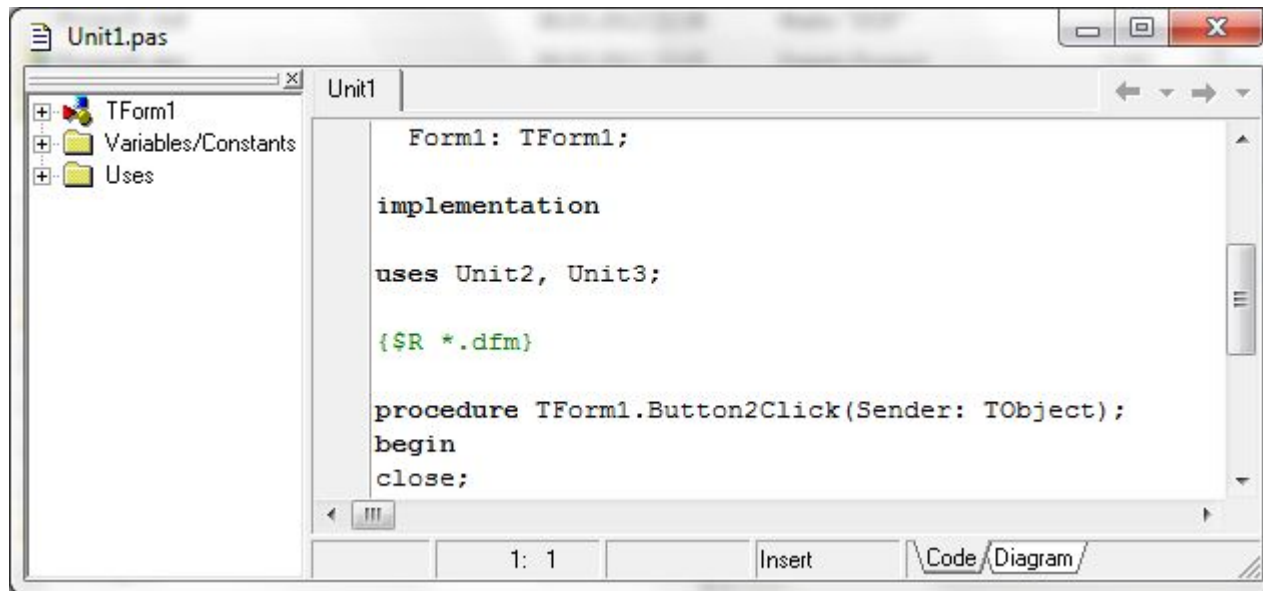 Unit1.pas
TForm1
Variables/Constants
Uses
Unit1
Form1: TForm1;
implementation
uses Unit2, Unit3;
{$R *.dfm}
procedure TForm1.Button2Click(Sender: TObject);
begin
close;
1: 1
Insert
Code
Diagram